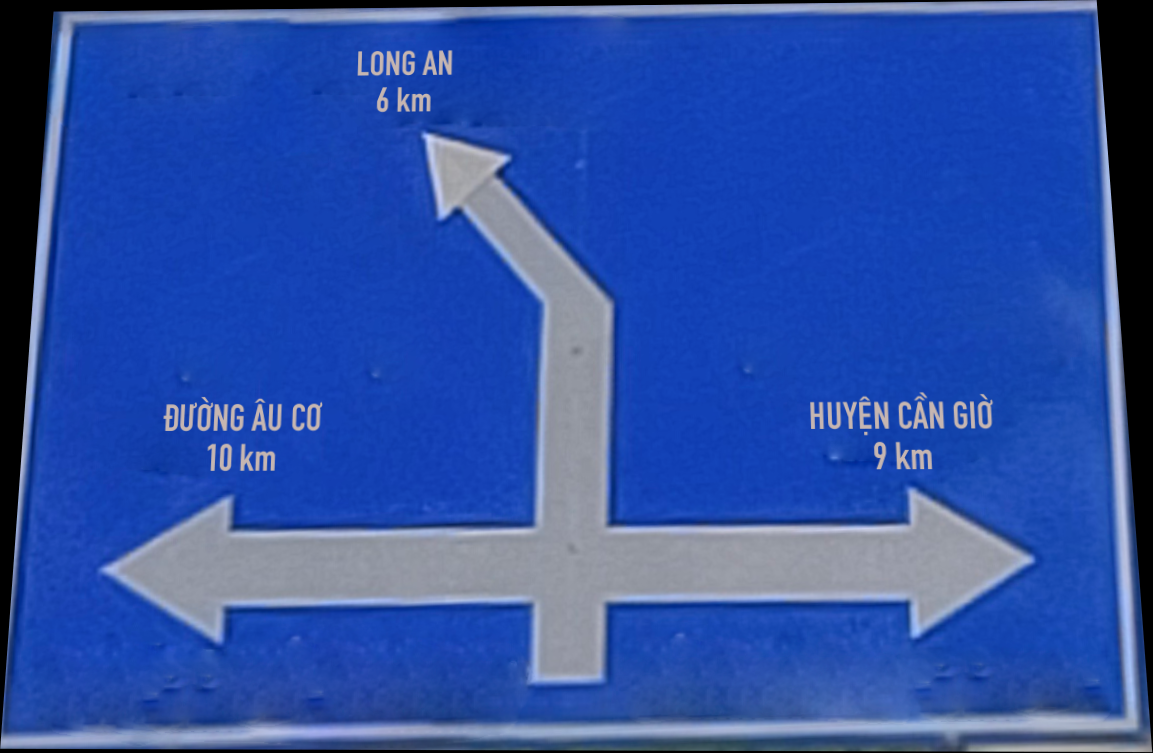 LONG AN
6 km
ĐƯỜNG ÂU CƠ
10 km
HUYỆN CẦN GIỜ
9 km